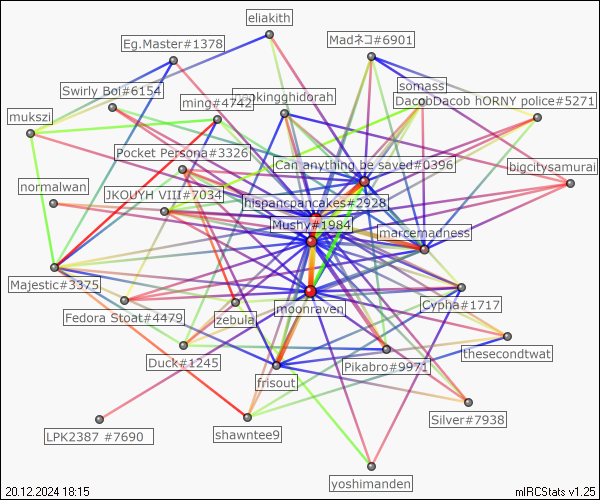 eliakith
Eg.Master#1378
Madネコ#6901
Swirly Boi#6154
ming#4742
somass
DacobDacob hORNY police#5271
mukszi
Pocket Persona#3326
Can anything be saved#0396
bigcitysamurai
normalwan
JKOUYH VIII#7034
hispancpancakes#2928
Mushy#1984
marcemadness
Majestic#3375
Fedora Stoat#4479
zebula
moonraven
Cypha#1717
Duck#1245
frisout
Pikabro#9971
thesecondtwat
LPK2387 #7690
shawntee9
Silver#7938
yoshimanden
20.12.2024 18:15
mIRCStats v1.25